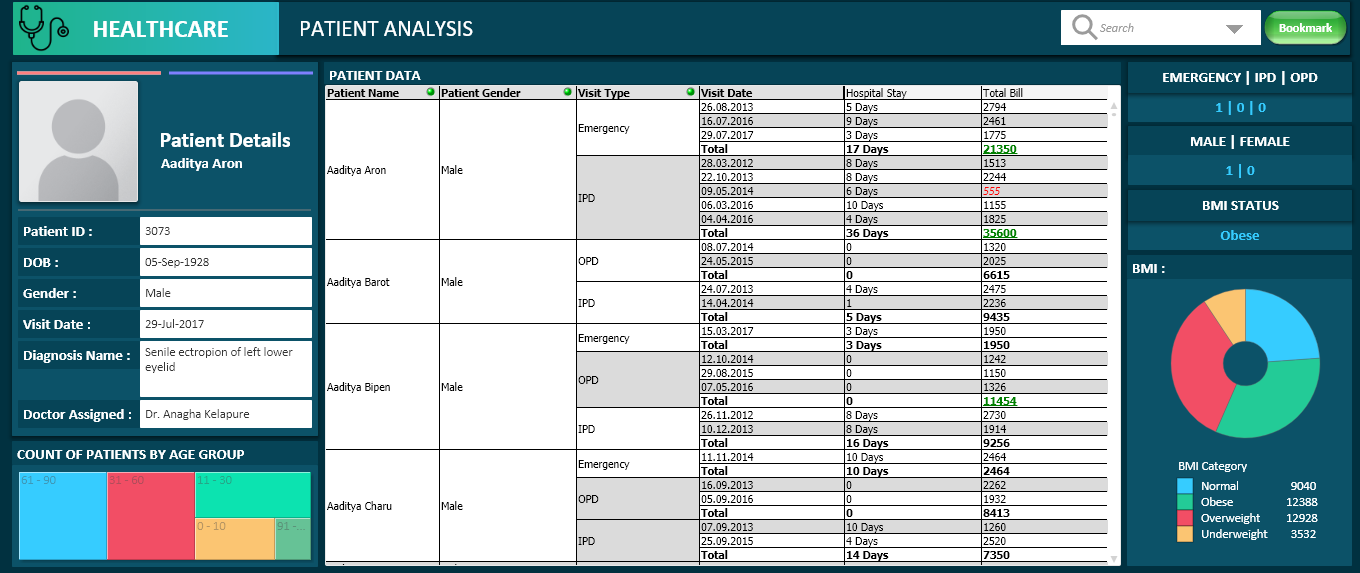 HEALTHCARE
PATIENT ANALYSIS
Search
Bookmark
Patient Details
Aaditya Aron
Patient ID : 3073
DOB : 05-Sep-1928
Gender : Male
Visit Date : 29-Jul-2017
Diagnosis Name : Senile ectropion of left lower
eyelid
Doctor Assigned : Dr. Anagha Kelapure
COUNT OF PATIENTS BY AGE GROUP
61 - 90 31 - 60 11 - 30
0 - 10 91 -...
PATIENT DATA
Patient Name Patient Gender Visit Type Visit Date Hospital Stay Total Bill
Aaditya Aron Male Emergency 26.08.2013 5 Days 2794
16.07.2016 9 Days 2461
29.07.2017 3 Days 1775
Total 17 Days 21350
IPD 28.03.2012 8 Days 1513
22.10.2013 8 Days 2244
09.05.2014 6 Days 555
06.03.2016 10 Days 1155
04.04.2016 4 Days 1825
Total 36 Days 35600
Aaditya Barot Male OPD 08.07.2014 0 1320
24.05.2015 0 2025
Total 0 6615
IPD 24.07.2013 4 Days 2475
14.04.2014 1 2236
Total 5 Days 9435
Aaditya Bipen Male Emergency 15.03.2017 3 Days 1950
Total 3 Days 1950
OPD 12.10.2014 0 1242
29.08.2015 0 1150
07.05.2016 0 1326
Total 0 11454
IPD 26.11.2012 8 Days 2730
10.12.2013 8 Days 1914
Total 16 Days 9256
Aaditya Charu Male Emergency 11.11.2014 10 Days 2464
Total 10 Days 2464
OPD 16.09.2013 0 2262
05.09.2016 0 1932
Total 0 8413
IPD 07.09.2013 10 Days 1260
25.09.2015 4 Days 2520
Total 14 Days 7350
EMERGENCY | IPD | OPD
1 | 0 | 0
MALE | FEMALE
1 | 0
BMI STATUS
Obese
BMI :
BMI Category
Normal 9040
Obese 12388
Overweight 12928
Underweight 3532